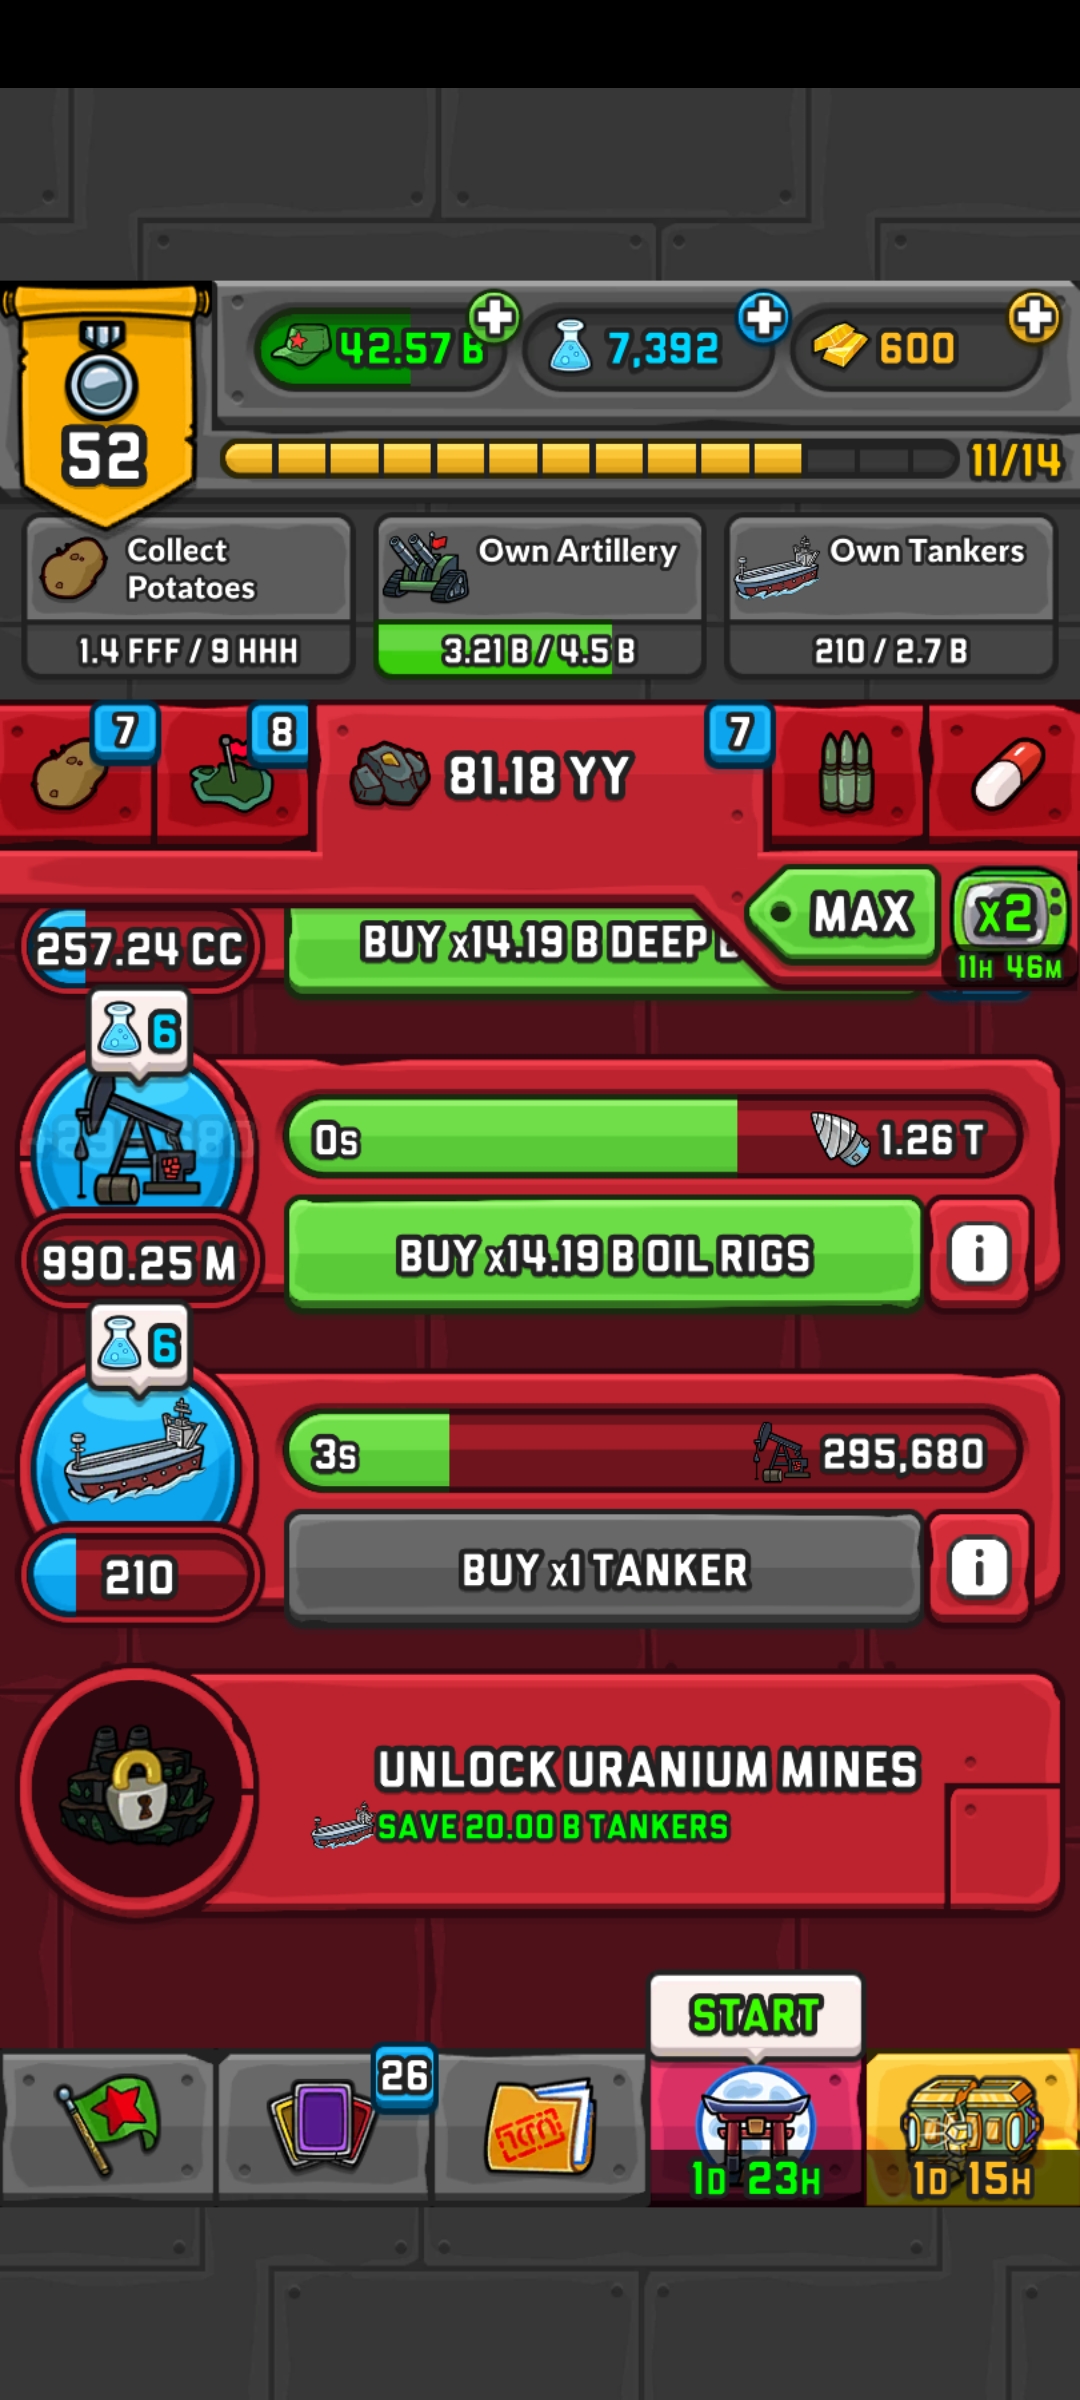 42.57 B
7,392
600
52
11/14
Collect
Potatoes
1.4 FFF / 9 HHH
Own Artillery
3.21 B / 4.5 B
Own Tankers
210 / 2.7 B
7
8
81.18 YY
7
MAX
x2
11H 46M
257.24 CC
BUY x14.19 B DEEP
6
0s
1.26 T
990.25 M
BUY x14.19 B OIL RIGS
i
6
3s
295,680
210
BUY x1 TANKER
i
UNLOCK URANIUM MINES
SAVE 20.00 B TANKERS
START
26
1D 23H
1D 15H